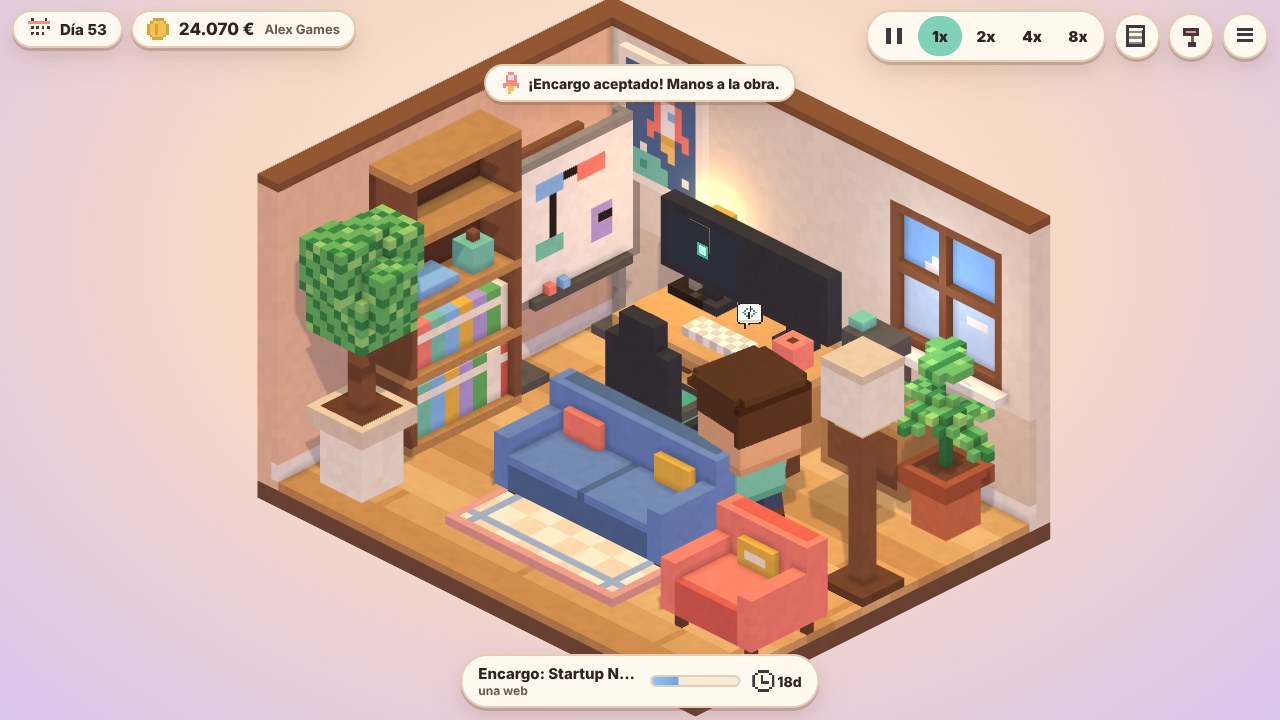 Día 53
24.070 €
Alex Games
1x
2x
4x
8x
¡Encargo aceptado! Manos a la obra.
Encargo: Startup N...
una web
18d